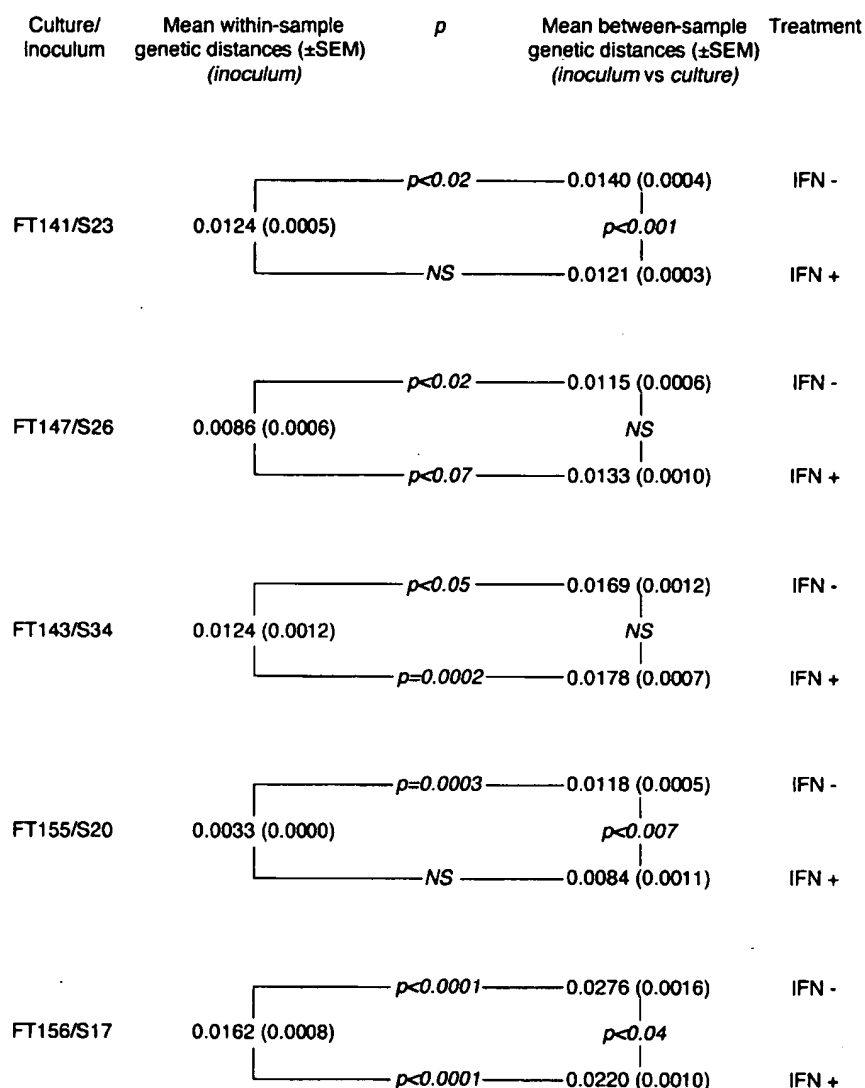 Culture/ Mean within-sample p Mean between-sample Treatment
Inoculum genetic distances (±SEM) genetic distances (±SEM)
(inoculum) (inoculum vs culture)
p<0.02 0.0140 (0.0004) IFN -
FT141/S23 0.0124 (0.0005) p<0.001
NS 0.0121 (0.0003) IFN +
p<0.02 0.0115 (0.0006) IFN -
FT147/S26 0.0086 (0.0006) NS
p<0.07 0.0133 (0.0010) IFN +
p<0.05 0.0169 (0.0012) IFN -
FT143/S34 0.0124 (0.0012) NS
p=0.0002 0.0178 (0.0007) IFN +
p=0.0003 0.0118 (0.0005) IFN -
FT155/S20 0.0033 (0.0000) p<0.007
NS 0.0084 (0.0011) IFN +
p<0.0001 0.0276 (0.0016) IFN -
FT156/S17 0.0162 (0.0008) p<0.04
p<0.0001 0.0220 (0.0010) IFN +